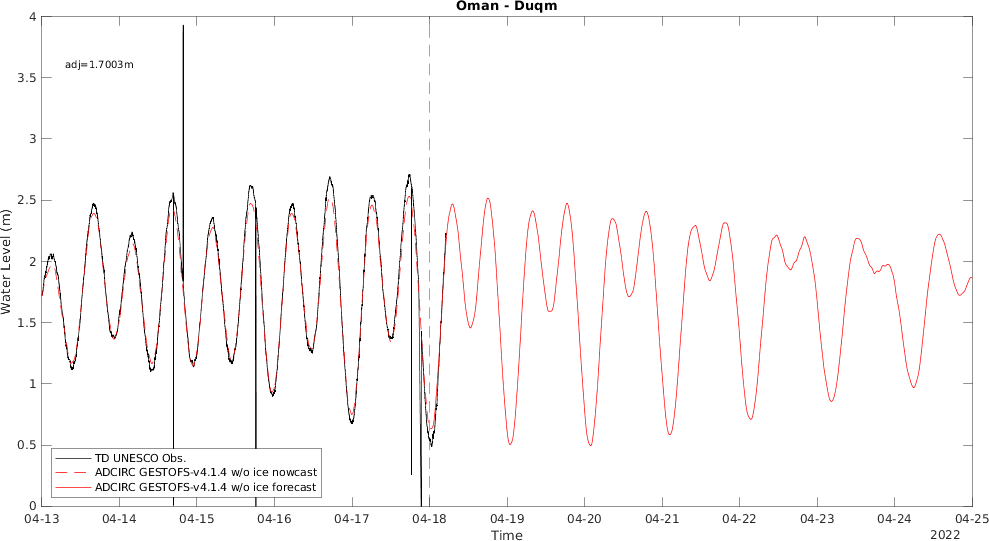 Oman - Duqm
adj=1.7003m
Water Level (m)
4
3.5
3
2.5
2
1.5
1
0.5
0
TD UNESCO Obs.
ADCIRC GESTOFS-v4.1.4 w/o ice nowcast
ADCIRC GESTOFS-v4.1.4 w/o ice forecast
04-13 04-14 04-15 04-16 04-17 04-18 04-19 04-20 04-21 04-22 04-23 04-24 04-25
Time
2022